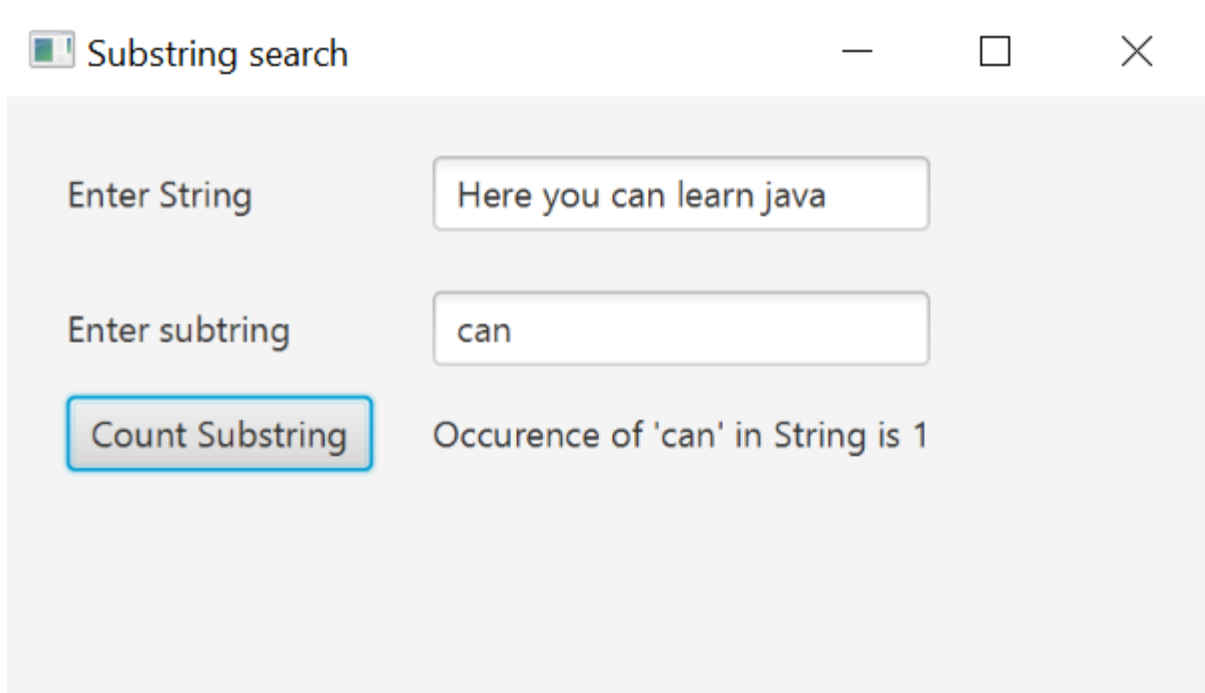 Substring search
Enter String Here you can learn java
Enter subtring can
Count Substring Occurence of 'can' in String is 1